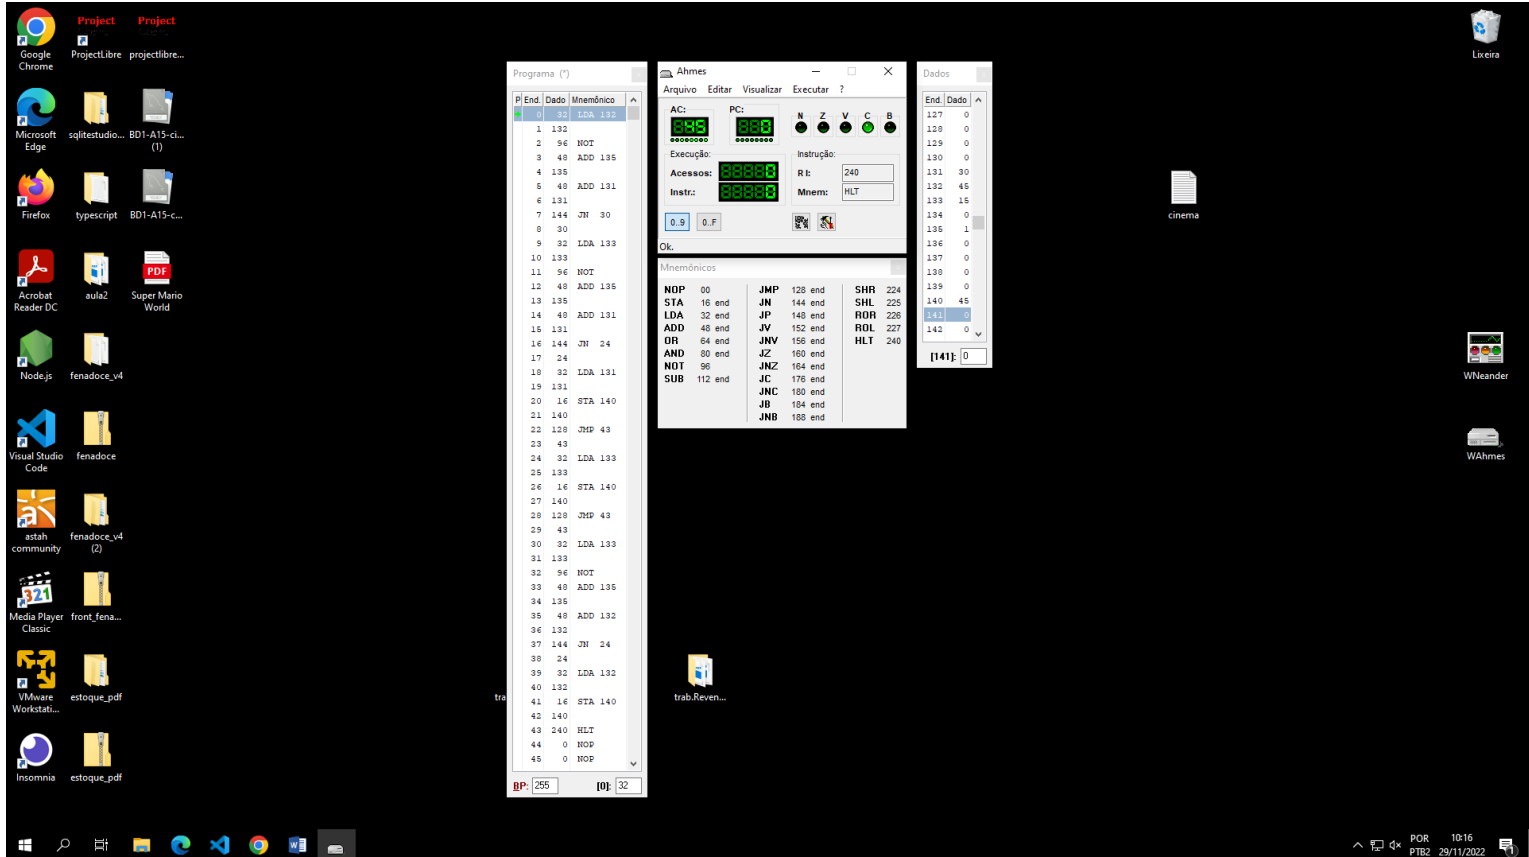 Project
Project
Google
Chrome
ProjectLibre
projectlibre...
Microsoft
Edge
sqlitestudio...
BD1-A15-ci...
(1)
Firefox
typescript
BD1-A15-c...
Acrobat
Reader DC
aula2
PDF
Super Mario
World
Node.js
fenadoce_v4
Visual Studio
Code
fenadoce
astah
community
fenadoce_v4
(2)
321
Media Player
Classic
front_fena...
VMware
Workstati...
estoque_pdf
Insomnia
estoque_pdf
tra
Programa (*)
P End. Dado Mnemônico
0 32 LDA 132
1 132
2 96 NOT
3 48 ADD 135
4 135
5 48 ADD 131
6 131
7 144 JN 30
8 30
9 32 LDA 133
10 133
11 96 NOT
12 48 ADD 135
13 135
14 48 ADD 131
15 131
16 144 JN 24
17 24
18 32 LDA 131
19 131
20 16 STA 140
21 140
22 128 JMP 43
23 43
24 32 LDA 133
25 133
26 16 STA 140
27 140
28 128 JMP 43
29 43
30 32 LDA 133
31 133
32 96 NOT
33 48 ADD 135
34 135
35 48 ADD 132
36 132
37 144 JN 24
38 24
39 32 LDA 132
40 132
41 16 STA 140
42 140
43 240 HLT
44 0 NOP
45 0 NOP
BP: 255 [0]: 32
Ahmes
Arquivo Editar Visualizar Executar ?
AC: PC: N Z V C B
45 0
Execução: Instrução:
Acessos: 0 R I: 240
Instr.: 0 Mnem: HLT
0..9 0..F
Ok.
Mnemônicos
NOP 00 JMP 128 end SHR 224
STA 16 end JN 144 end SHL 225
LDA 32 end JP 148 end ROR 226
ADD 48 end JV 152 end ROL 227
OR 64 end JNV 156 end HLT 240
AND 80 end JZ 160 end
NOT 96 JNZ 164 end
SUB 112 end JC 176 end
JNC 180 end
JB 184 end
JNB 188 end
trab.Reven...
Dados
End. Dado
127 0
128 0
129 0
130 0
131 30
132 45
133 15
134 0
135 1
136 0
137 0
138 0
139 0
140 45
141 0
142 0
[141]: 0
cinema
Lixeira
WNeander
WAhmes
POR
PTB2
10:16
29/11/2022
1